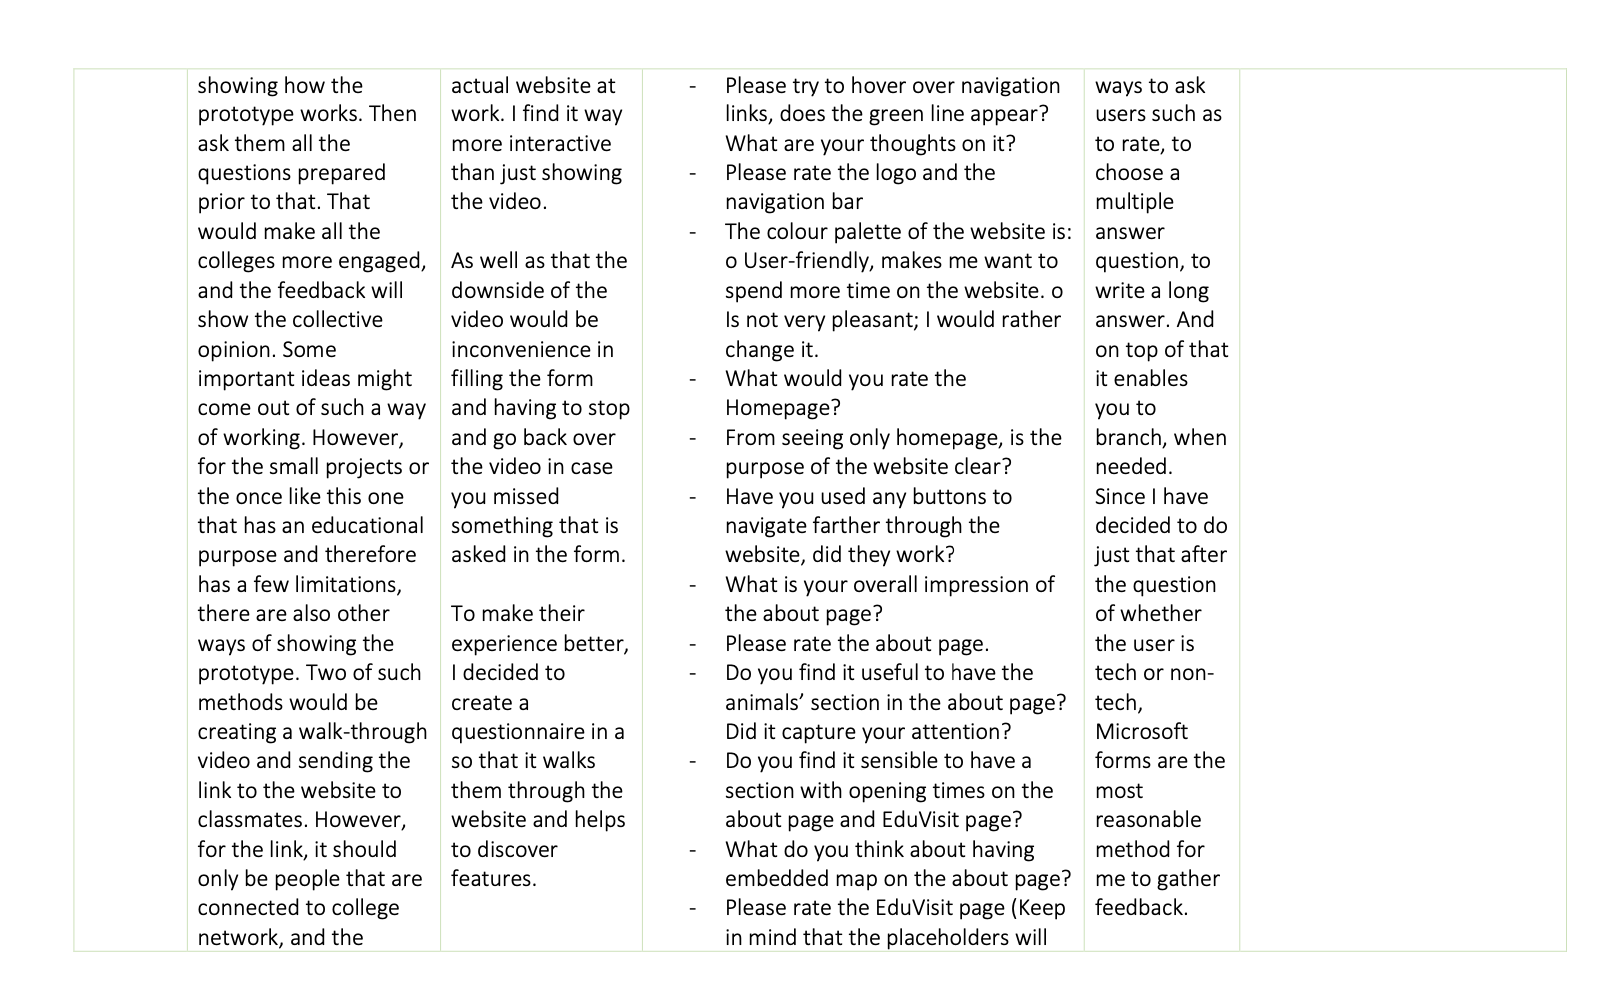 showing how the
prototype works. Then
ask them all the
questions prepared
prior to that. That
would make all the
colleges more engaged,
and the feedback will
show the collective
opinion. Some
important ideas might
come out of such a way
of working. However,
for the small projects or
the once like this one
that has an educational
purpose and therefore
has a few limitations,
there are also other
ways of showing the
prototype. Two of such
methods would be
creating a walk-through
video and sending the
link to the website to
classmates. However,
for the link, it should
only be people that are
connected to college
network, and the
actual website at
work. I find it way
more interactive
than just showing
the video.
As well as that the
downside of the
video would be
inconvenience in
filling the form
and having to stop
and go back over
the video in case
you missed
something that is
asked in the form.
To make their
experience better,
I decided to
create a
questionnaire in a
so that it walks
them through the
website and helps
to discover
features.
- Please try to hover over navigation
links, does the green line appear?
What are your thoughts on it?
- Please rate the logo and the
navigation bar
- The colour palette of the website is:
o User-friendly, makes me want to
spend more time on the website. o
Is not very pleasant; I would rather
change it.
- What would you rate the
Homepage?
- From seeing only homepage, is the
purpose of the website clear?
- Have you used any buttons to
navigate farther through the
website, did they work?
- What is your overall impression of
the about page?
- Please rate the about page.
- Do you find it useful to have the
animals’ section in the about page?
Did it capture your attention?
- Do you find it sensible to have a
section with opening times on the
about page and EduVisit page?
- What do you think about having
embedded map on the about page?
- Please rate the EduVisit page (Keep
in mind that the placeholders will
ways to ask
users such as
to rate, to
choose a
multiple
answer
question, to
write a long
answer. And
on top of that
it enables
you to
branch, when
needed.
Since I have
decided to do
just that after
the question
of whether
the user is
tech or non-
tech,
Microsoft
forms are the
most
reasonable
method for
me to gather
feedback.